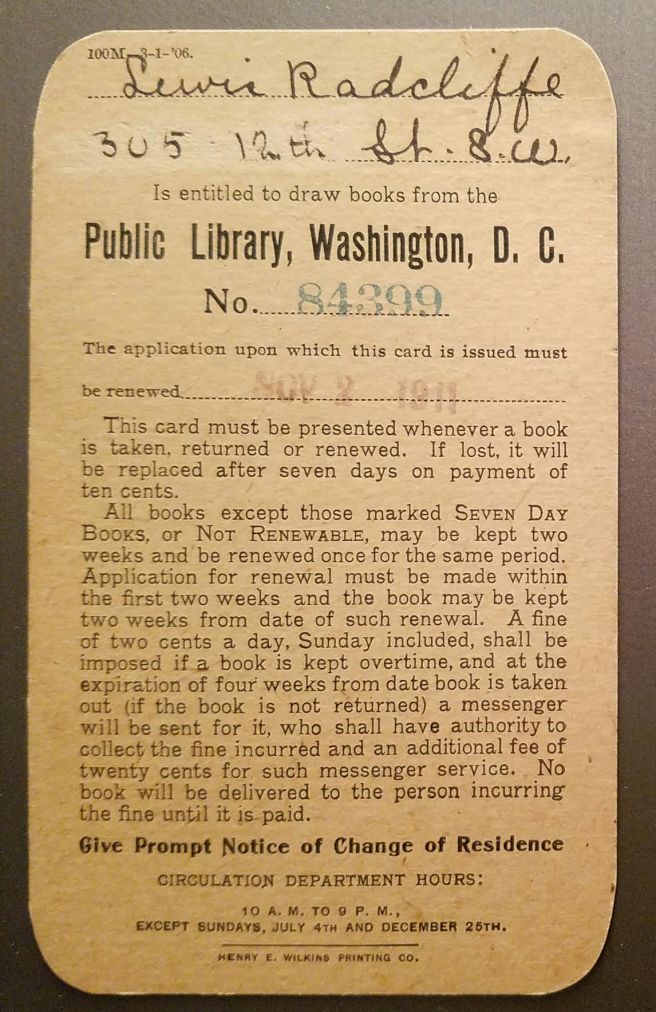 100M 3-1-'06.
Lewis Radcliffe
305 12th St. S.W.
Is entitled to draw books from the
Public Library, Washington, D. C.
No. 84399
The application upon which this card is issued must
be renewed NOV 2 1911
This card must be presented whenever a book
is taken, returned or renewed. If lost, it will
be replaced after seven days on payment of
ten cents.
All books except those marked SEVEN DAY
BOOKS, or NOT RENEWABLE, may be kept two
weeks and be renewed once for the same period.
Application for renewal must be made within
the first two weeks and the book may be kept
two weeks from date of such renewal. A fine
of two cents a day, Sunday included, shall be
imposed if a book is kept overtime, and at the
expiration of four weeks from date book is taken
out (if the book is not returned) a messenger
will be sent for it, who shall have authority to
collect the fine incurred and an additional fee of
twenty cents for such messenger service. No
book will be delivered to the person incurring
the fine until it is paid.
Give Prompt Notice of Change of Residence
CIRCULATION DEPARTMENT HOURS:
10 A. M. TO 9 P. M.,
EXCEPT SUNDAYS, JULY 4TH AND DECEMBER 25TH.
HENRY E. WILKINS PRINTING CO.